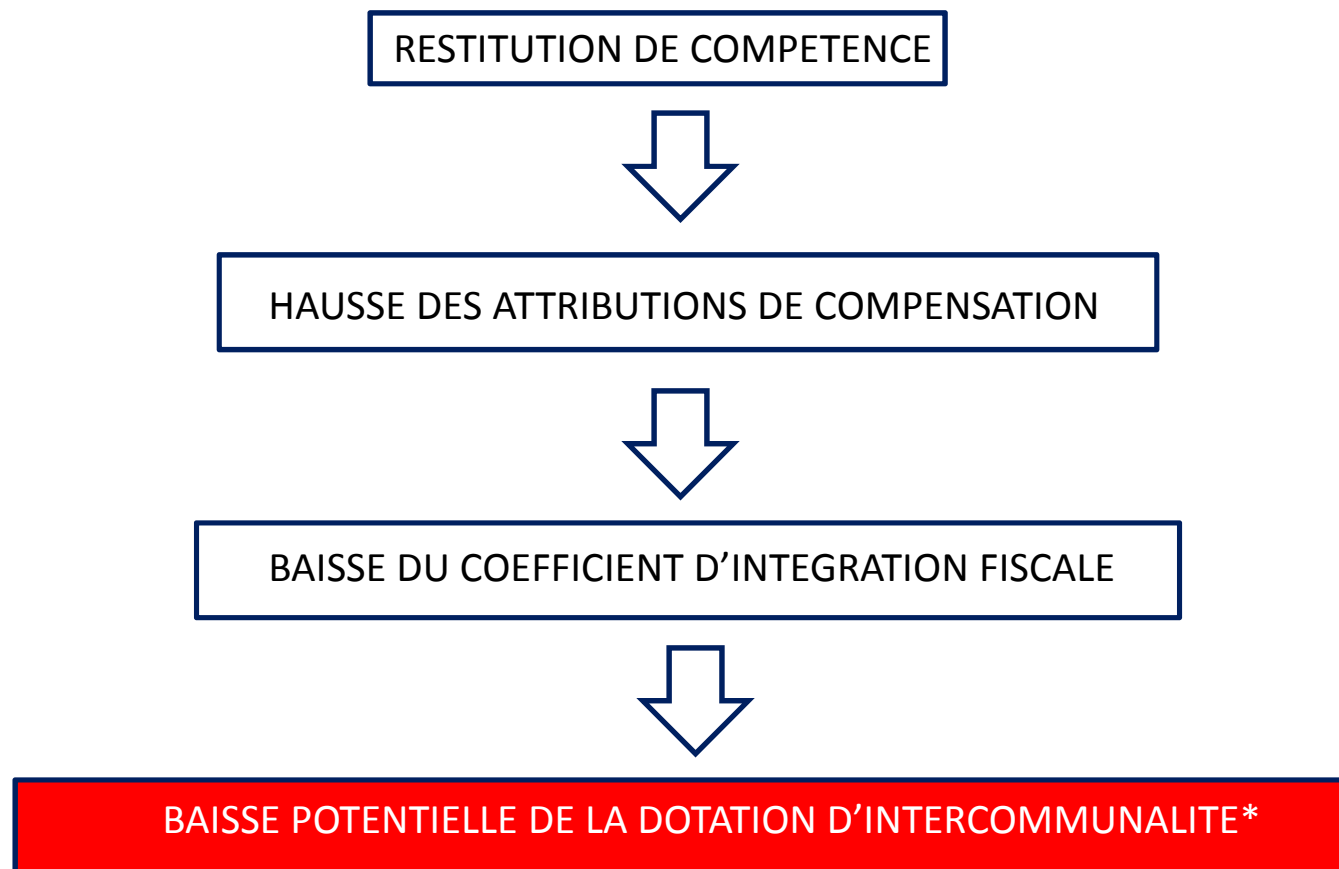 RESTITUTION DE COMPETENCE
HAUSSE DES ATTRIBUTIONS DE COMPENSATION
BAISSE DU COEFFICIENT D’INTEGRATION FISCALE
BAISSE POTENTIELLE DE LA DOTATION D’INTERCOMMUNALITE*